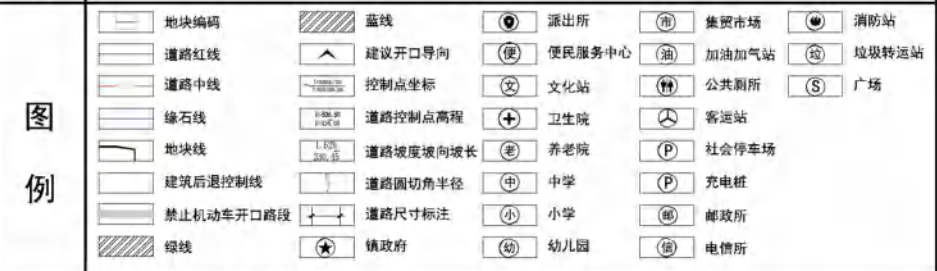 图例
地块编码 蓝线 派出所 市 集贸市场 消防站
道路红线 建议开口导向 便 便民服务中心 油 加油加气站 垃 垃圾转运站
道路中线 控制点坐标 文 文化站 公共厕所 S 广场
缘石线 道路控制点高程 卫生院 客运站
地块线 道路坡度坡向坡长 老 养老院 P 社会停车场
建筑后退控制线 道路圆切角半径 中 中学 P 充电桩
禁止机动车开口路段 道路尺寸标注 小 小学 邮 邮政所
绿线 镇政府 幼 幼儿园 信 电信所